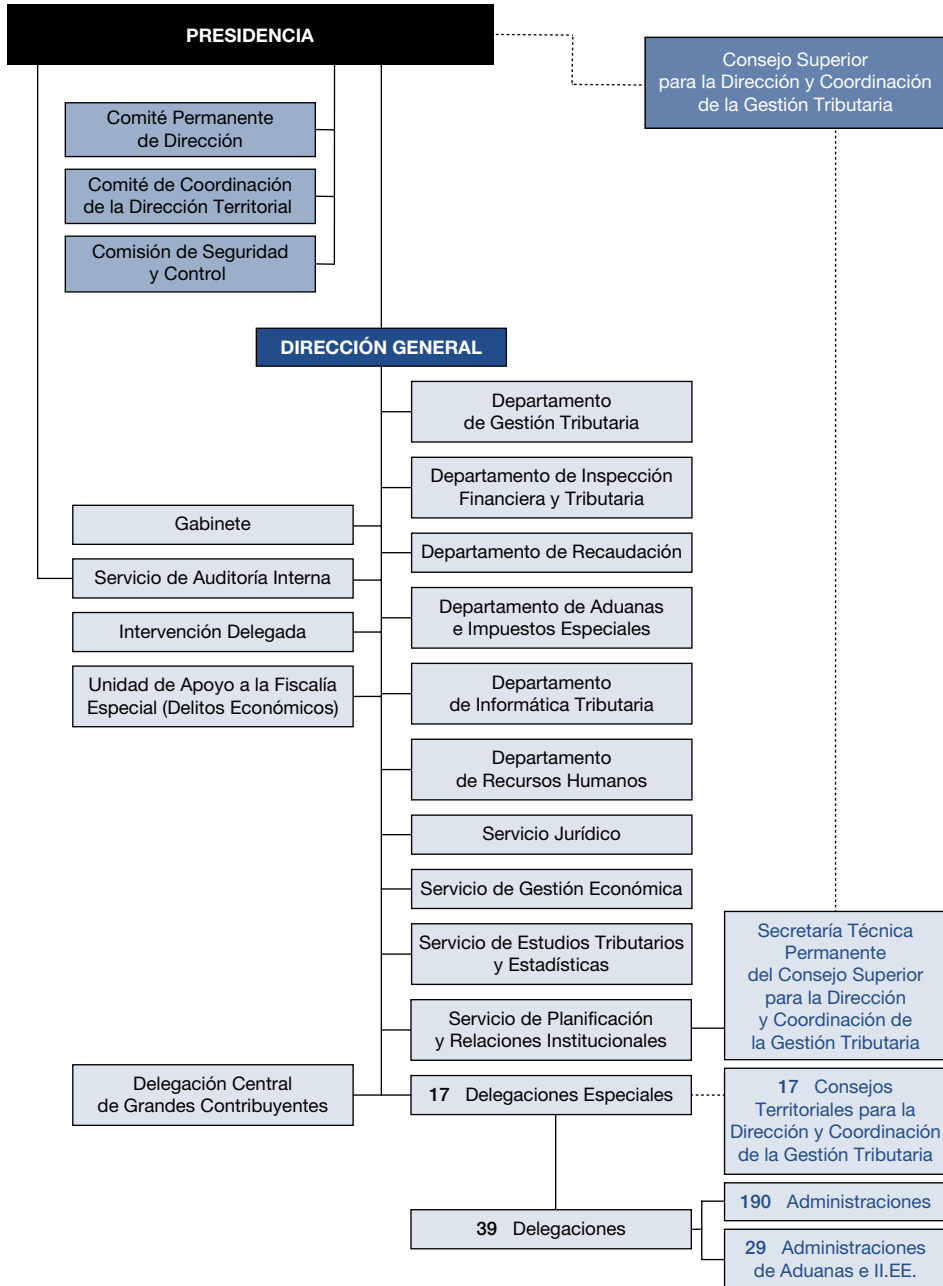 PRESIDENCIA
Consejo Superior
para la Dirección y Coordinación
de la Gestión Tributaria
Comité Permanente
de Dirección
Comité de Coordinación
de la Dirección Territorial
Comisión de Seguridad
y Control
DIRECCIÓN GENERAL
Departamento
de Gestión Tributaria
Departamento de Inspección
Financiera y Tributaria
Gabinete
Departamento de Recaudación
Servicio de Auditoría Interna
Departamento de Aduanas
e Impuestos Especiales
Intervención Delegada
Unidad de Apoyo a la Fiscalía
Especial (Delitos Económicos)
Departamento
de Informática Tributaria
Departamento
de Recursos Humanos
Servicio Jurídico
Servicio de Gestión Económica
Servicio de Estudios Tributarios
y Estadísticas
Servicio de Planificación
y Relaciones Institucionales
Secretaría Técnica
Permanente
del Consejo Superior
para la Dirección
y Coordinación de
la Gestión Tributaria
Delegación Central
de Grandes Contribuyentes
17 Delegaciones Especiales
17 Consejos
Territoriales para la
Dirección y Coordinación
de la Gestión Tributaria
39 Delegaciones
190 Administraciones
29 Administraciones
de Aduanas e II.EE.